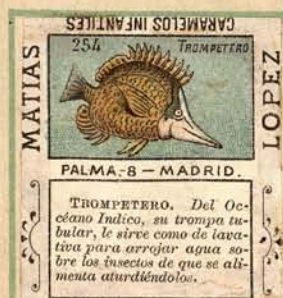 CARAMELOS INFANTILES
254 TROMPETERO
MATIAS
LOPEZ
PALMA,-8 — MADRID.
TROMPETERO. Del Oc-
céano Indico, su trompa tu-
bular, le sirve como de lava-
tiva para arrojar agua so-
bre los insectos de que se ali-
menta aturdiéndolos.